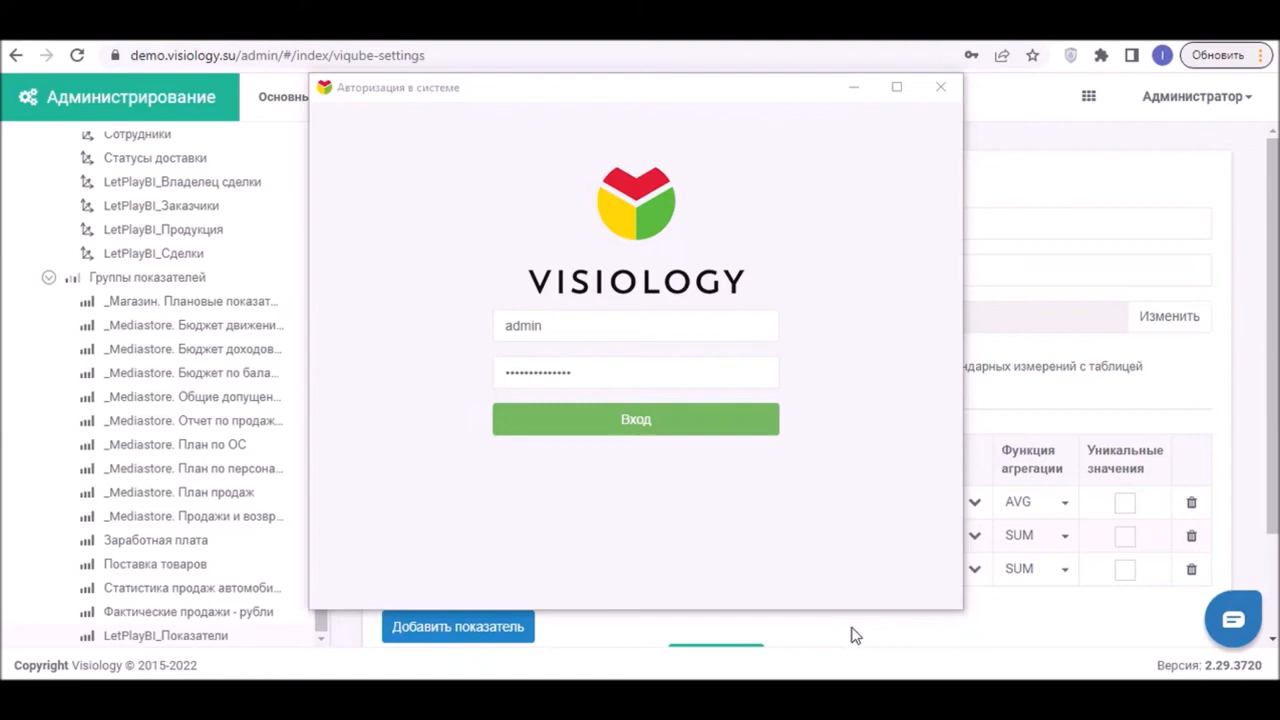 demo.visiology.su/admin/#/index/viqube-settings
Обновить
Администрирование
Основны
Администратор
Авторизация в системе
VISIOLOGY
admin
••••••••••••••
Вход
Сотрудники
Статусы доставки
LetPlayBI_Владелец сделки
LetPlayBI_Заказчики
LetPlayBI_Продукция
LetPlayBI_Сделки
Группы показателей
_Магазин. Плановые показат...
_Mediastore. Бюджет движени...
_Mediastore. Бюджет доходов...
_Mediastore. Бюджет по бала...
_Mediastore. Общие допущен...
_Mediastore. Отчет по продаж...
_Mediastore. План по ОС
_Mediastore. План по персона...
_Mediastore. План продаж
_Mediastore. Продажи и возвр...
Заработная плата
Поставка товаров
Статистика продаж автомоби...
Фактические продажи - рубли
LetPlayBI_Показатели
Изменить
ндарных измерений с таблицей
Функция агрегации
Уникальные значения
AVG
SUM
SUM
Добавить показатель
Copyright Visiology © 2015-2022
Версия: 2.29.3720